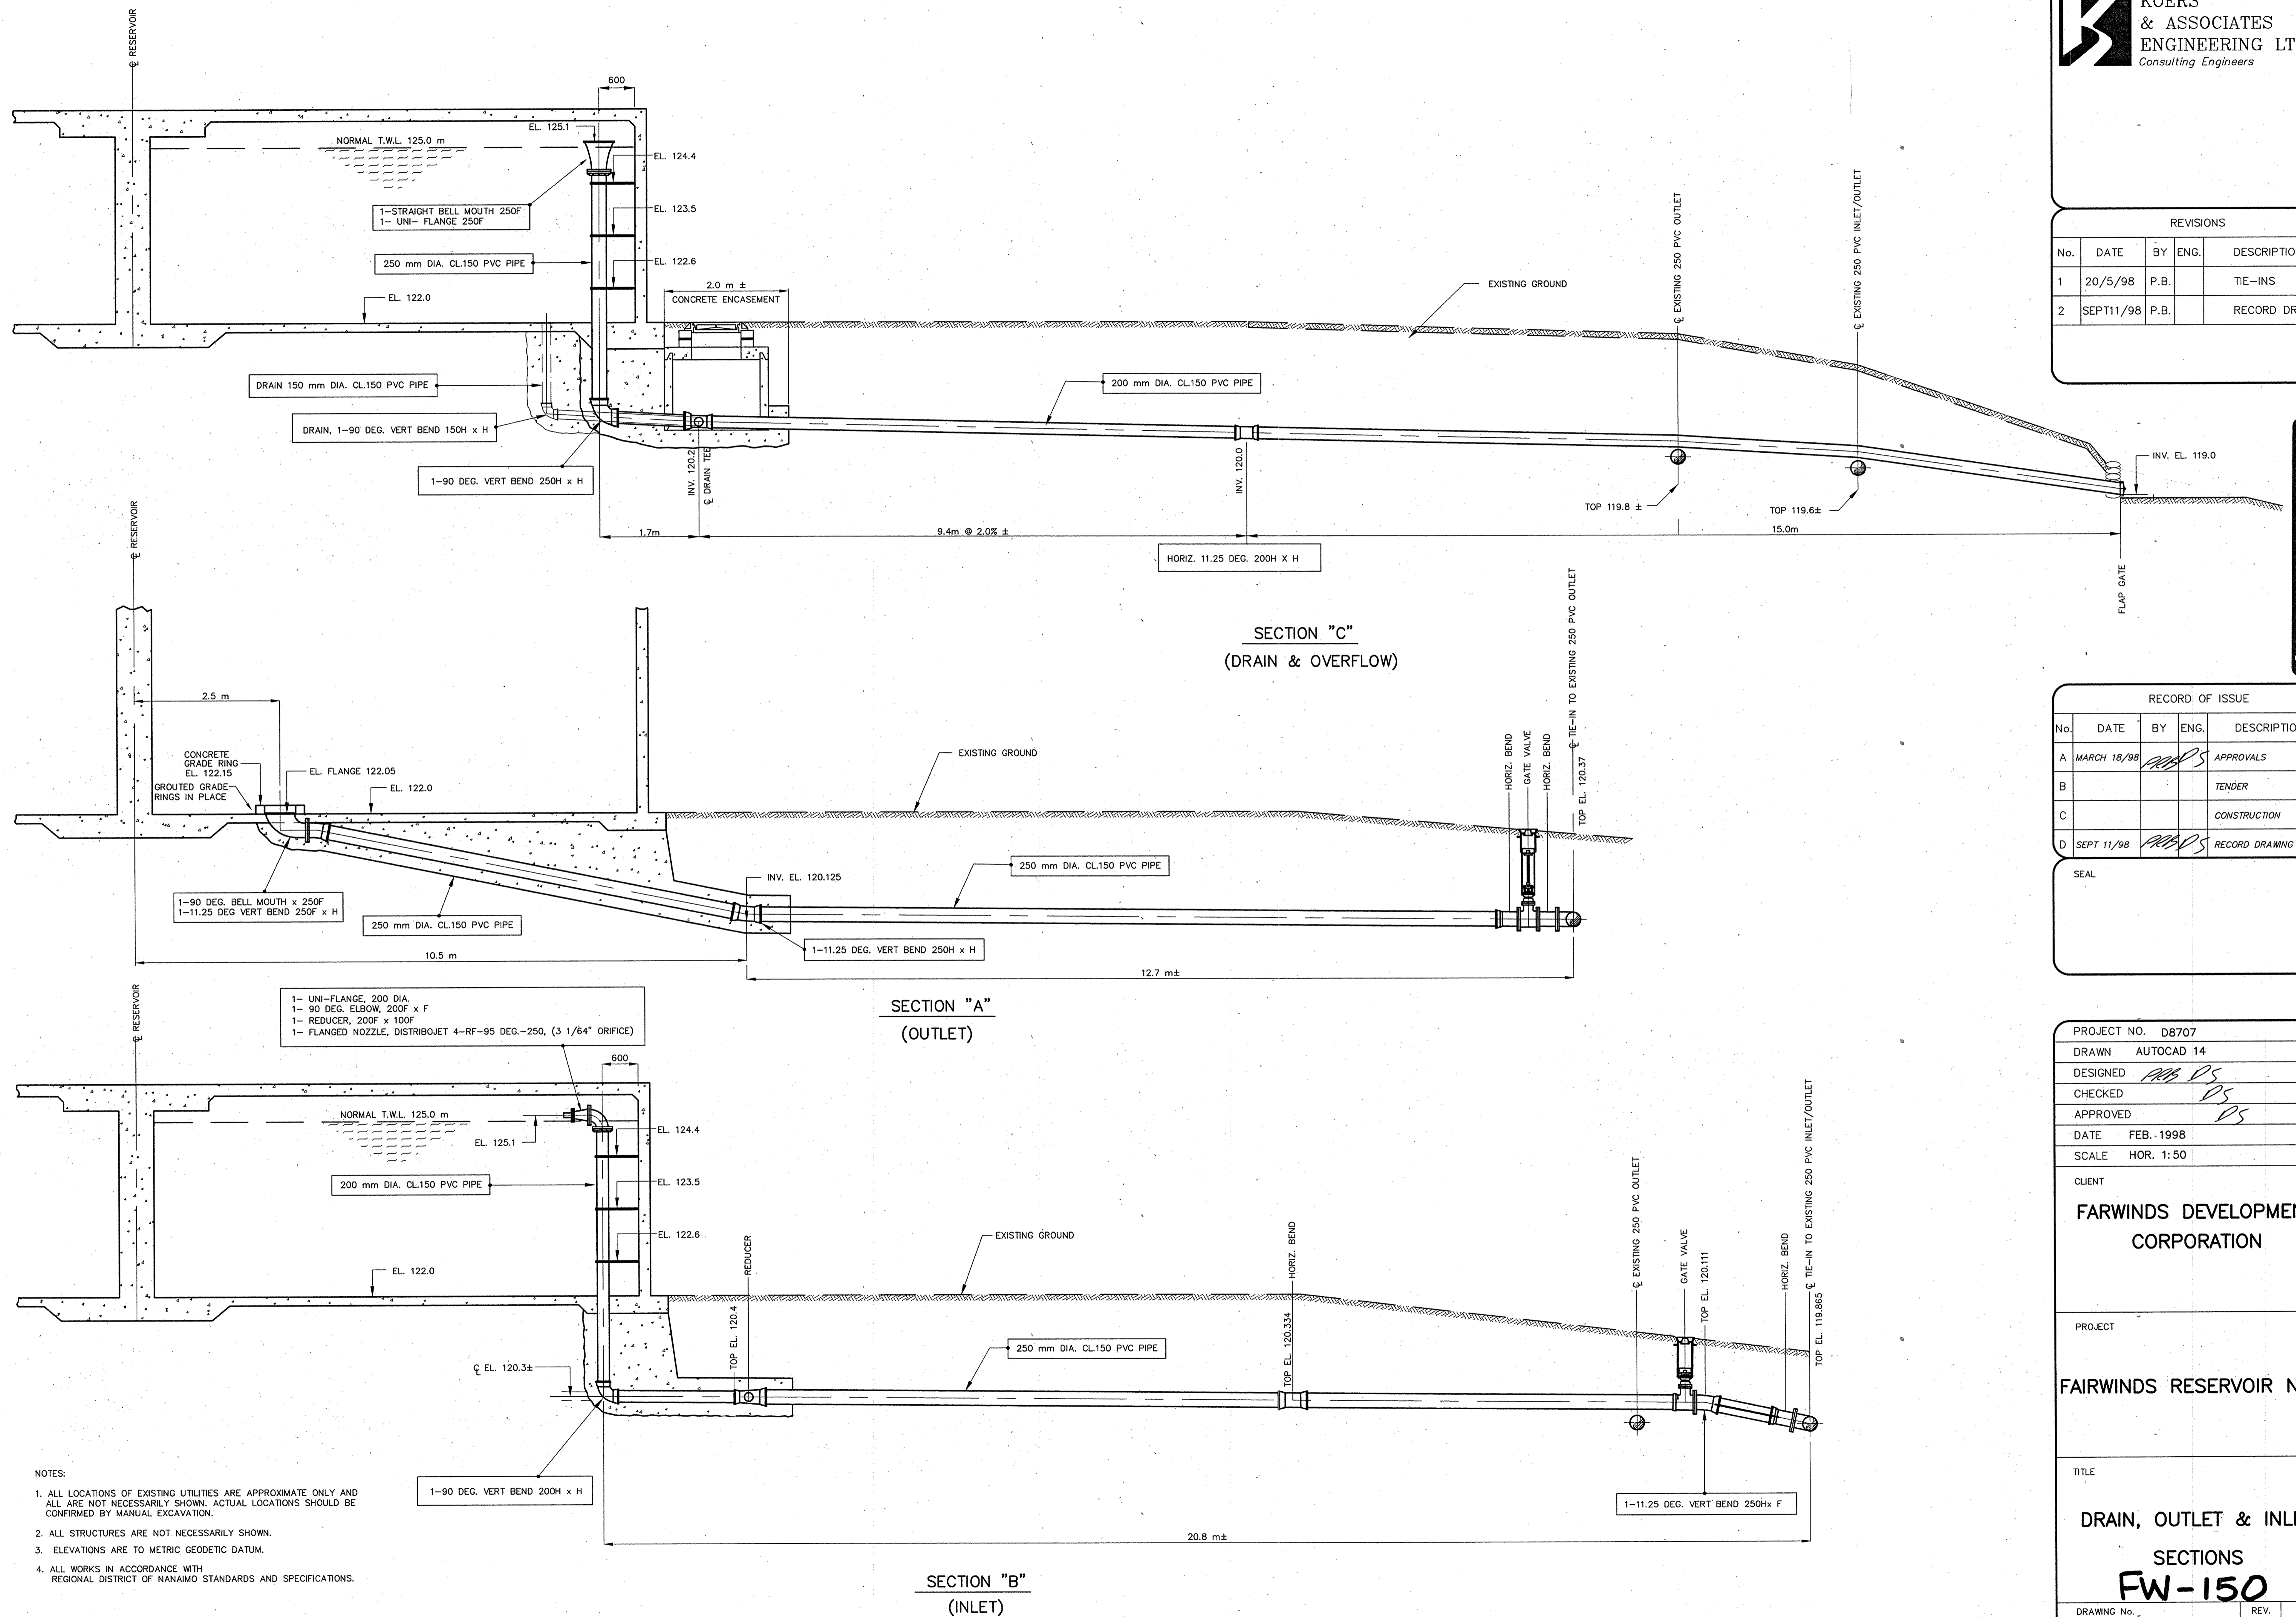 ℄ RESERVOIR
600
EL. 125.1
NORMAL T.W.L. 125.0 m
EL. 124.4
1-STRAIGHT BELL MOUTH 250F
1- UNI- FLANGE 250F
EL. 123.5
250 mm DIA. CL.150 PVC PIPE
EL. 122.6
EL. 122.0
2.0 m ±
CONCRETE ENCASEMENT
EXISTING GROUND
℄ EXISTING 250 PVC OUTLET
℄ EXISTING 250 PVC INLET/OUTLET
DRAIN 150 mm DIA. CL.150 PVC PIPE
200 mm DIA. CL.150 PVC PIPE
DRAIN, 1-90 DEG. VERT BEND 150H x H
1-90 DEG. VERT BEND 250H x H
INV. 120.2
℄ DRAIN TEE
INV. 120.0
TOP 119.8 ±
TOP 119.6±
INV. EL. 119.0
1.7m
9.4m @ 2.0% ±
15.0m
HORIZ. 11.25 DEG. 200H X H
FLAP GATE
SECTION "C"
(DRAIN & OVERFLOW)
℄ RESERVOIR
2.5 m
CONCRETE
GRADE RING
EL. 122.15
GROUTED GRADE
RINGS IN PLACE
EL. FLANGE 122.05
EL. 122.0
EXISTING GROUND
HORIZ. BEND
GATE VALVE
HORIZ. BEND
℄ TIE-IN TO EXISTING 250 PVC OUTLET
TOP EL. 120.37
1-90 DEG. BELL MOUTH x 250F
1-11.25 DEG VERT BEND 250F x H
250 mm DIA. CL.150 PVC PIPE
INV. EL. 120.125
250 mm DIA. CL.150 PVC PIPE
1-11.25 DEG. VERT BEND 250H x H
10.5 m
12.7 m±
SECTION "A"
(OUTLET)
℄ RESERVOIR
1- UNI-FLANGE, 200 DIA.
1- 90 DEG. ELBOW, 200F x F
1- REDUCER, 200F x 100F
1- FLANGED NOZZLE, DISTRIBOJET 4-RF-95 DEG.-250, (3 1/64" ORIFICE)
600
NORMAL T.W.L. 125.0 m
EL. 125.1
EL. 124.4
200 mm DIA. CL.150 PVC PIPE
EL. 123.5
EL. 122.6
EL. 122.0
REDUCER
TOP EL. 120.4
EXISTING GROUND
HORIZ. BEND
TOP EL. 120.334
℄ EXISTING 250 PVC OUTLET
GATE VALVE
TOP EL. 120.111
HORIZ. BEND
℄ TIE-IN TO EXISTING 250 PVC INLET/OUTLET
TOP EL. 119.865
℄ EL. 120.3±
250 mm DIA. CL.150 PVC PIPE
1-90 DEG. VERT BEND 200H x H
1-11.25 DEG. VERT BEND 250Hx F
20.8 m±
SECTION "B"
(INLET)
NOTES:
1. ALL LOCATIONS OF EXISTING UTILITIES ARE APPROXIMATE ONLY AND
ALL ARE NOT NECESSARILY SHOWN. ACTUAL LOCATIONS SHOULD BE
CONFIRMED BY MANUAL EXCAVATION.
2. ALL STRUCTURES ARE NOT NECESSARILY SHOWN.
3. ELEVATIONS ARE TO METRIC GEODETIC DATUM.
4. ALL WORKS IN ACCORDANCE WITH
REGIONAL DISTRICT OF NANAIMO STANDARDS AND SPECIFICATIONS.
KOERS
& ASSOCIATES
ENGINEERING LT
Consulting Engineers
REVISIONS
No. DATE BY ENG. DESCRIPTIO
1 20/5/98 P.B. TIE-INS
2 SEPT11/98 P.B. RECORD DR
RECORD OF ISSUE
No. DATE BY ENG. DESCRIPTIO
A MARCH 18/98 PRB DS APPROVALS
B TENDER
C CONSTRUCTION
D SEPT 11/98 PRB DS RECORD DRAWING
SEAL
PROJECT NO. D8707
DRAWN AUTOCAD 14
DESIGNED PRB DS
CHECKED DS
APPROVED DS
DATE FEB. 1998
SCALE HOR. 1:50
CLIENT
FARWINDS DEVELOPMEN
CORPORATION
PROJECT
FAIRWINDS RESERVOIR N
TITLE
DRAIN, OUTLET & INL
SECTIONS
FW-150
DRAWING No. REV.